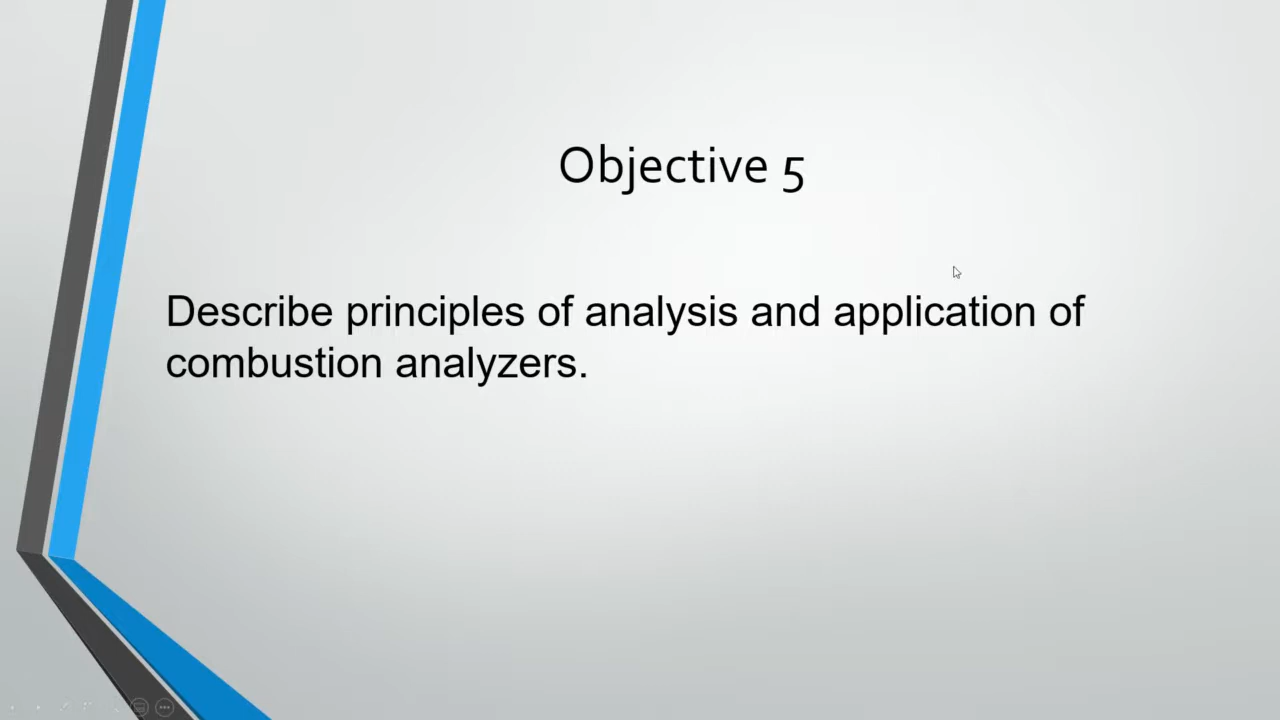 Objective 5
Describe principles of analysis and application of
combustion analyzers.